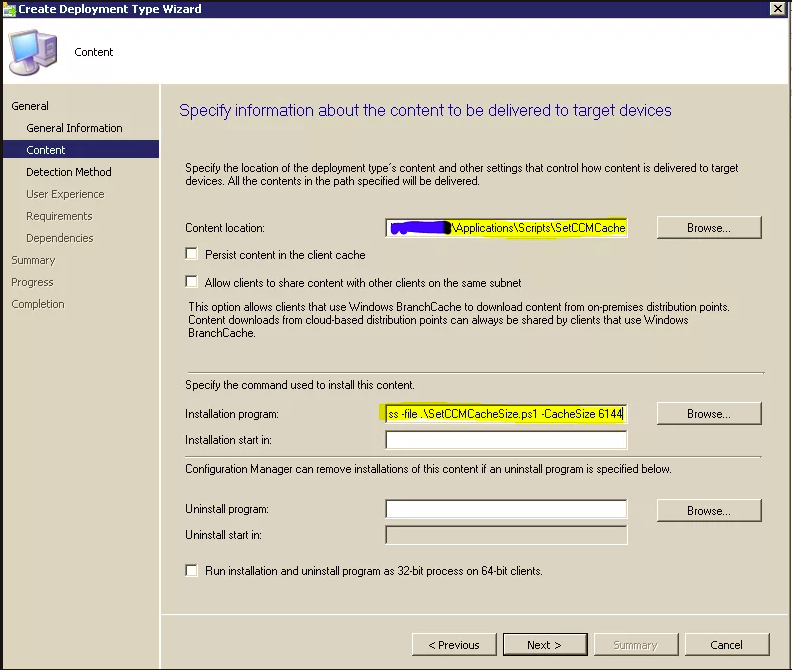 Create Deployment Type Wizard
Content
General
General Information
Content
Detection Method
User Experience
Requirements
Dependencies
Summary
Progress
Completion
Specify information about the content to be delivered to target devices
Specify the location of the deployment type's content and other settings that control how content is delivered to target
devices. All the contents in the path specified will be delivered.
Content location:
\Applications\Scripts\SetCCMCache
Browse...
Persist content in the client cache
Allow clients to share content with other clients on the same subnet
This option allows clients that use Windows BranchCache to download content from on-premises distribution points.
Content downloads from cloud-based distribution points can always be shared by clients that use Windows
BranchCache.
Specify the command used to install this content.
Installation program:
ss -file .\SetCCMCacheSize.ps1 -CacheSize 6144
Browse...
Installation start in:
Configuration Manager can remove installations of this content if an uninstall program is specified below.
Uninstall program:
Browse...
Uninstall start in:
Run installation and uninstall program as 32-bit process on 64-bit clients.
< Previous
Next >
Summary
Cancel